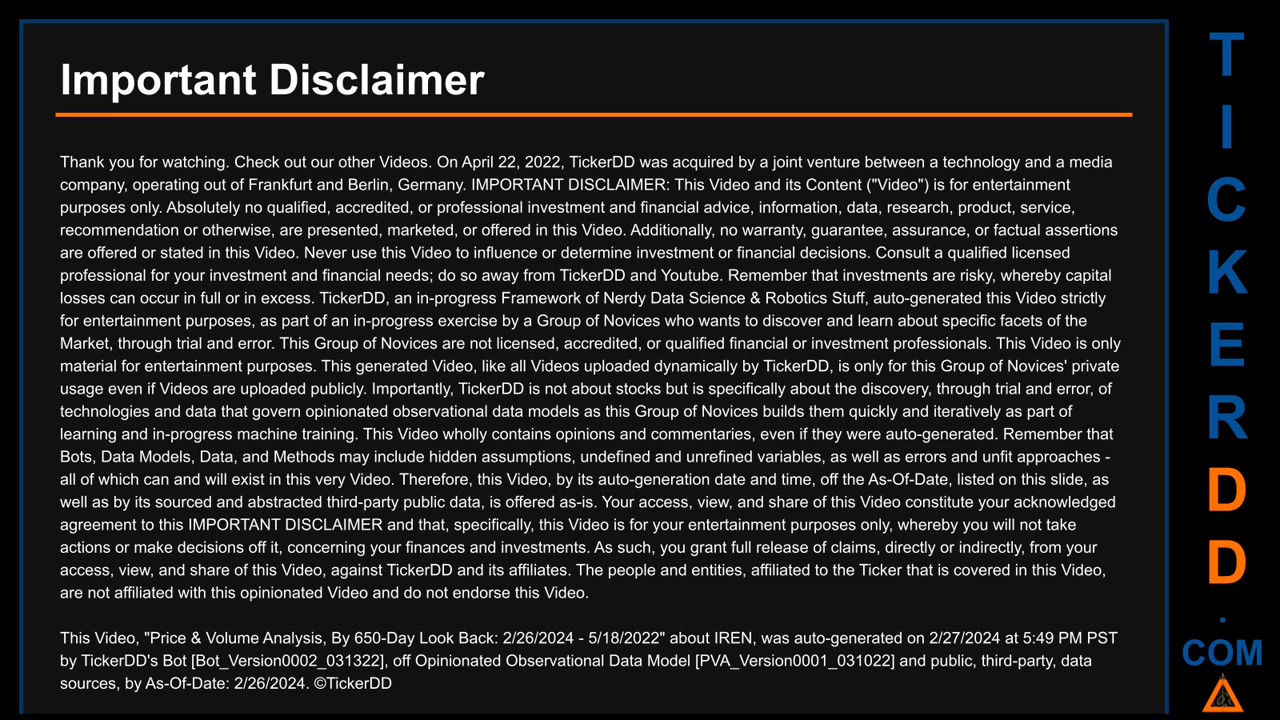 Important Disclaimer
Thank you for watching. Check out our other Videos. On April 22, 2022, TickerDD was acquired by a joint venture between a technology and a media
company, operating out of Frankfurt and Berlin, Germany. IMPORTANT DISCLAIMER: This Video and its Content ("Video") is for entertainment
purposes only. Absolutely no qualified, accredited, or professional investment and financial advice, information, data, research, product, service,
recommendation or otherwise, are presented, marketed, or offered in this Video. Additionally, no warranty, guarantee, assurance, or factual assertions
are offered or stated in this Video. Never use this Video to influence or determine investment or financial decisions. Consult a qualified licensed
professional for your investment and financial needs; do so away from TickerDD and Youtube. Remember that investments are risky, whereby capital
losses can occur in full or in excess. TickerDD, an in-progress Framework of Nerdy Data Science & Robotics Stuff, auto-generated this Video strictly
for entertainment purposes, as part of an in-progress exercise by a Group of Novices who wants to discover and learn about specific facets of the
Market, through trial and error. This Group of Novices are not licensed, accredited, or qualified financial or investment professionals. This Video is only
material for entertainment purposes. This generated Video, like all Videos uploaded dynamically by TickerDD, is only for this Group of Novices' private
usage even if Videos are uploaded publicly. Importantly, TickerDD is not about stocks but is specifically about the discovery, through trial and error, of
technologies and data that govern opinionated observational data models as this Group of Novices builds them quickly and iteratively as part of
learning and in-progress machine training. This Video wholly contains opinions and commentaries, even if they were auto-generated. Remember that
Bots, Data Models, Data, and Methods may include hidden assumptions, undefined and unrefined variables, as well as errors and unfit approaches -
all of which can and will exist in this very Video. Therefore, this Video, by its auto-generation date and time, off the As-Of-Date, listed on this slide, as
well as by its sourced and abstracted third-party public data, is offered as-is. Your access, view, and share of this Video constitute your acknowledged
agreement to this IMPORTANT DISCLAIMER and that, specifically, this Video is for your entertainment purposes only, whereby you will not take
actions or make decisions off it, concerning your finances and investments. As such, you grant full release of claims, directly or indirectly, from your
access, view, and share of this Video, against TickerDD and its affiliates. The people and entities, affiliated to the Ticker that is covered in this Video,
are not affiliated with this opinionated Video and do not endorse this Video.
This Video, "Price & Volume Analysis, By 650-Day Look Back: 2/26/2024 - 5/18/2022" about IREN, was auto-generated on 2/27/2024 at 5:49 PM PST
by TickerDD's Bot [Bot_Version0002_031322], off Opinionated Observational Data Model [PVA_Version0001_031022] and public, third-party, data
sources, by As-Of-Date: 2/26/2024. ©TickerDD
T
I
C
K
E
R
D
D
.
COM